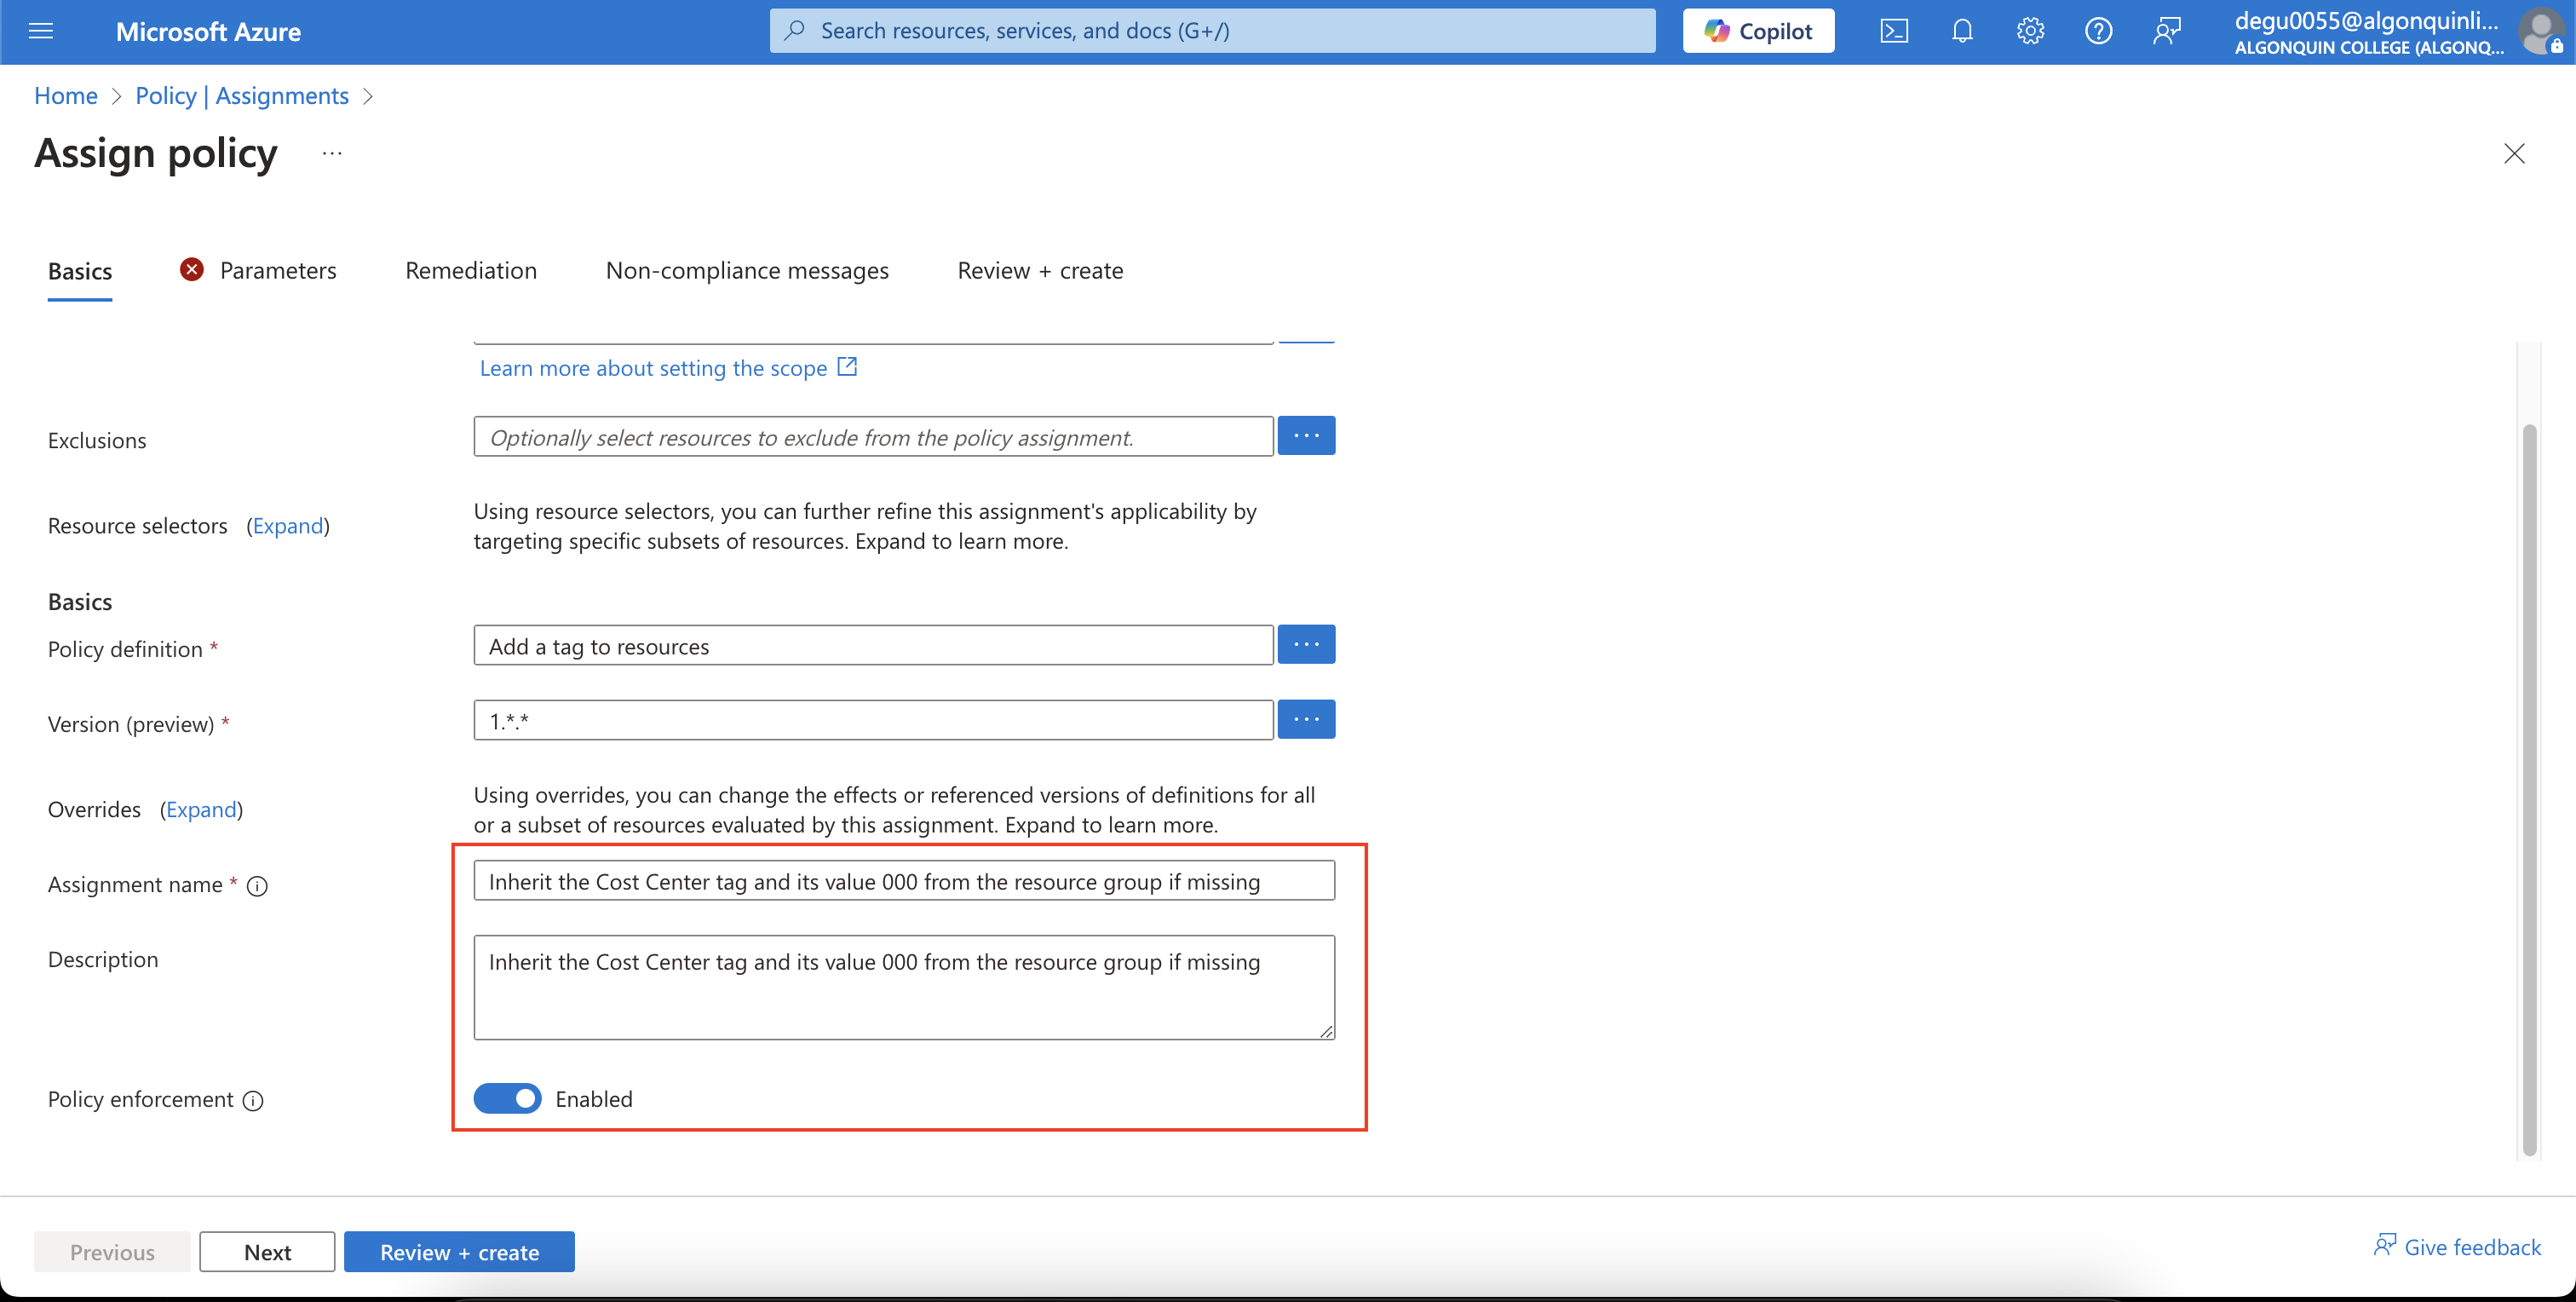 Microsoft Azure
Search resources, services, and docs (G+/)
Copilot
degu0055@algonquinli...
ALGONQUIN COLLEGE (ALGONQ...
Home > Policy | Assignments >
Assign policy ...
Basics
Parameters
Remediation
Non-compliance messages
Review + create
Learn more about setting the scope
Exclusions
Optionally select resources to exclude from the policy assignment.
Resource selectors (Expand)
Using resource selectors, you can further refine this assignment's applicability by
targeting specific subsets of resources. Expand to learn more.
Basics
Policy definition *
Add a tag to resources
Version (preview) *
1.*.*
Overrides (Expand)
Using overrides, you can change the effects or referenced versions of definitions for all
or a subset of resources evaluated by this assignment. Expand to learn more.
Assignment name *
Inherit the Cost Center tag and its value 000 from the resource group if missing
Description
Inherit the Cost Center tag and its value 000 from the resource group if missing
Policy enforcement
Enabled
Previous
Next
Review + create
Give feedback